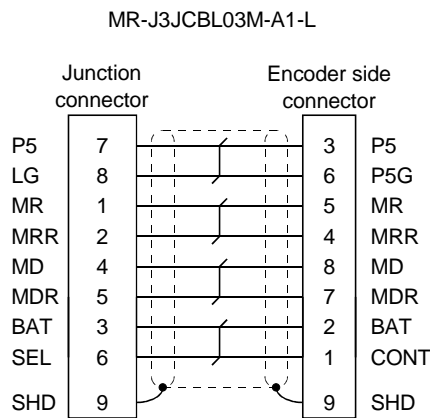 MR-J3JCBL03M-A1-L
Junction connector
Encoder side connector
P5 7 3 P5
LG 8 6 P5G
MR 1 5 MR
MRR 2 4 MRR
MD 4 8 MD
MDR 5 7 MDR
BAT 3 2 BAT
SEL 6 1 CONT
SHD 9 9 SHD